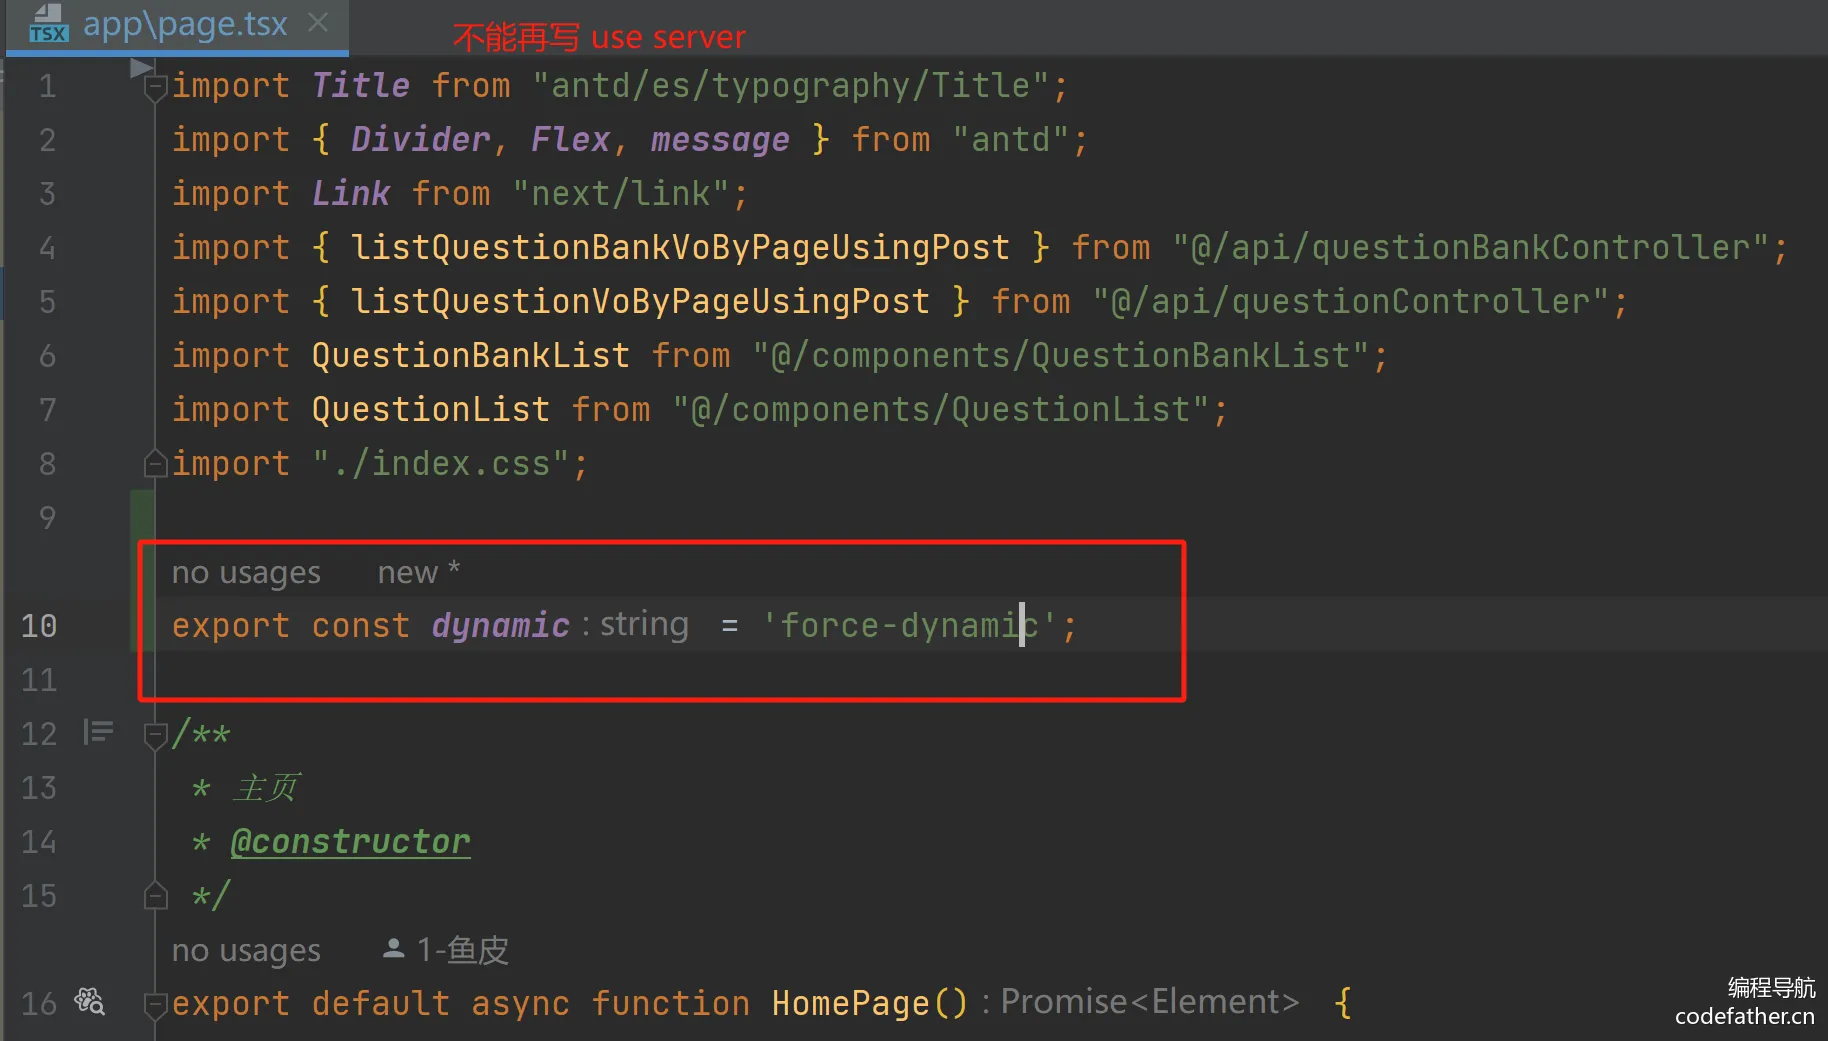 TSX app\page.tsx
不能再写 use server
1 import Title from "antd/es/typography/Title";
2 import { Divider, Flex, message } from "antd";
3 import Link from "next/link";
4 import { listQuestionBankVoByPageUsingPost } from "@/api/questionBankController";
5 import { listQuestionVoByPageUsingPost } from "@/api/questionController";
6 import QuestionBankList from "@/components/QuestionBankList";
7 import QuestionList from "@/components/QuestionList";
8 import "./index.css";
9
no usages new *
10 export const dynamic : string = 'force-dynamic';
11
12 /**
13 * 主页
14 * @constructor
15 */
no usages 1-鱼皮
16 export default async function HomePage() : Promise<Element> {
编程导航
codefather.cn